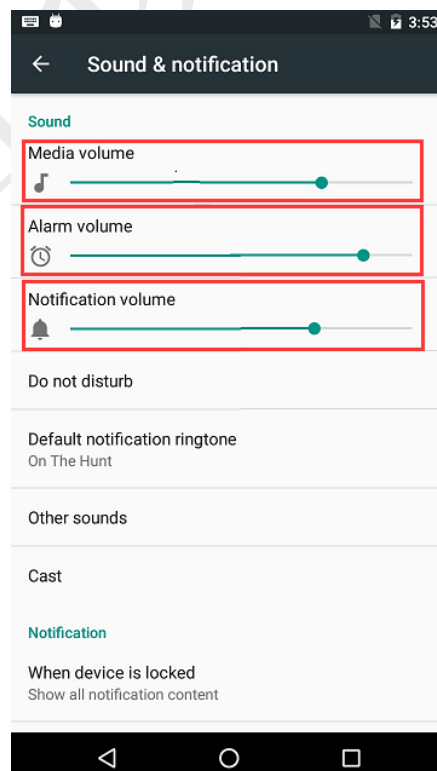 3:53
Sound & notification
Sound
Media volume
Alarm volume
Notification volume
Do not disturb
Default notification ringtone
On The Hunt
Other sounds
Cast
Notification
When device is locked
Show all notification content